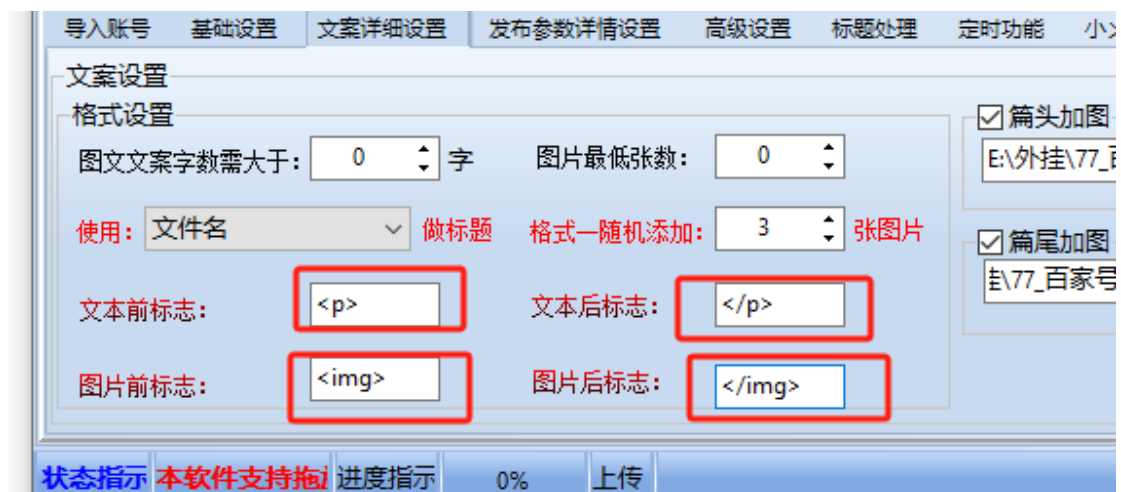 导入账号 基础设置 文案详细设置 发布参数详情设置 高级设置 标题处理 定时功能 小
文案设置
格式设置
图文文案字数需大于: 0 字 图片最低张数: 0
使用: 文件名 做标题 格式一随机添加: 3 张图片
文本前标志: <p> 文本后标志: </p>
图片前标志: <img> 图片后标志: </img>
篇头加图
E:\外挂\77_
篇尾加图
\77_百家号
状态指示 本软件支持拖 进度指示 0% 上传